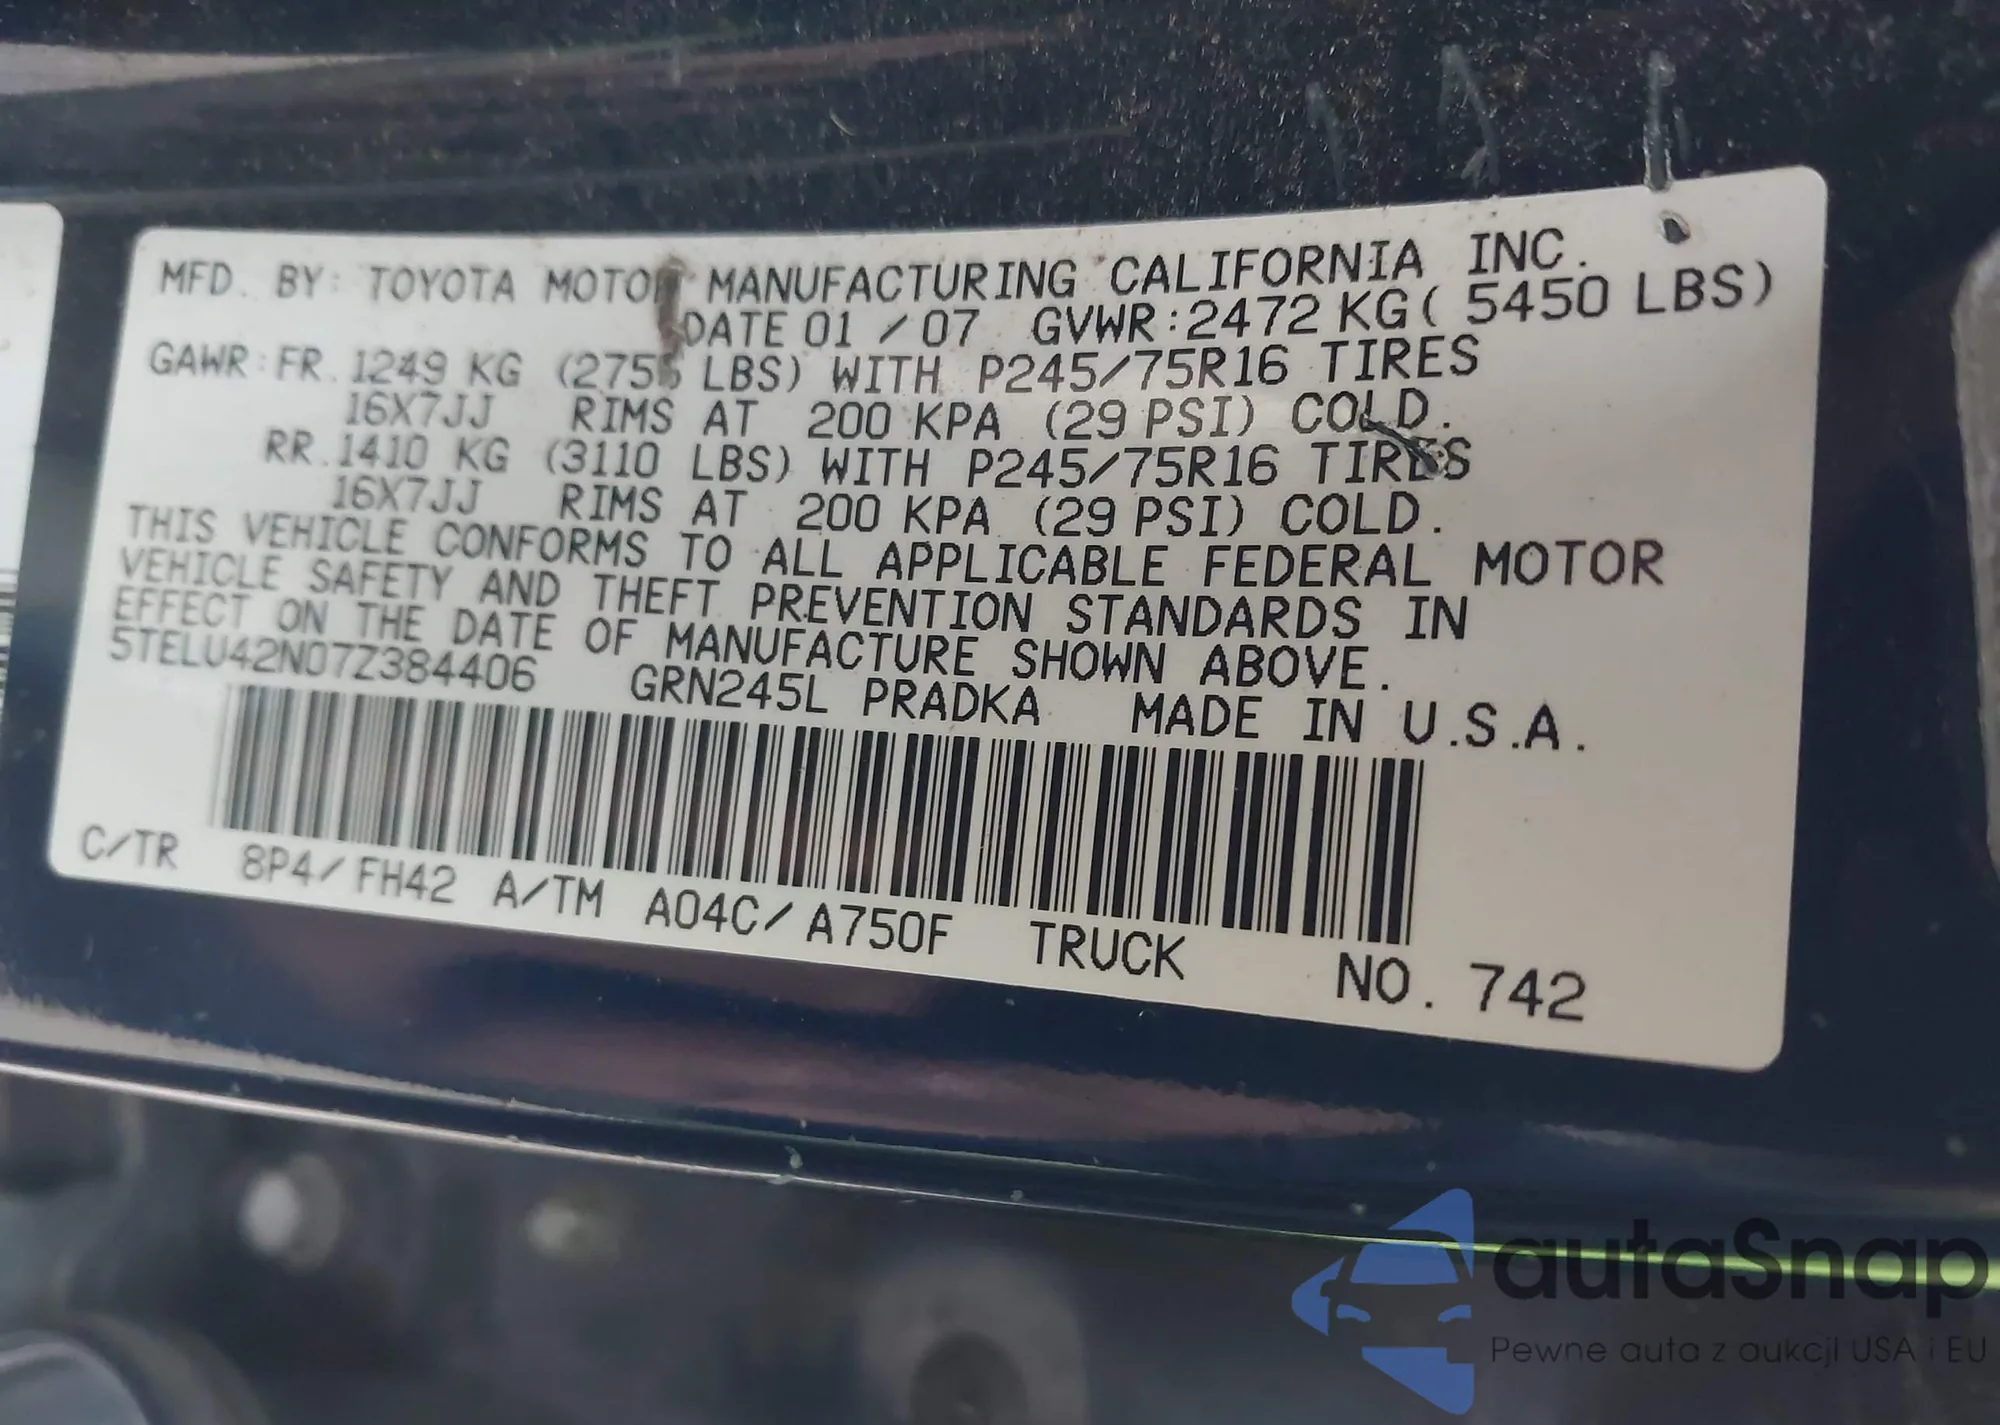 MFD. BY: TOYOTA MOTOR MANUFACTURING CALIFORNIA INC.
DATE 01 / 07 GVWR:2472 KG( 5450 LBS)
GAWR:FR. 1249 KG (2755 LBS) WITH P245/75R16 TIRES
16X7JJ RIMS AT 200 KPA (29 PSI) COLD.
RR.1410 KG (3110 LBS) WITH P245/75R16 TIRES
16X7JJ RIMS AT 200 KPA (29 PSI) COLD.
THIS VEHICLE CONFORMS TO ALL APPLICABLE FEDERAL MOTOR
VEHICLE SAFETY AND THEFT PREVENTION STANDARDS IN
EFFECT ON THE DATE OF MANUFACTURE SHOWN ABOVE.
5TELU42N07Z384406 GRN245L PRADKA MADE IN U.S.A.
C/TR 8P4/ FH42 A/TM A04C/ A750F TRUCK NO. 742
autaSnap
Pewne auta z aukcji USA i EU